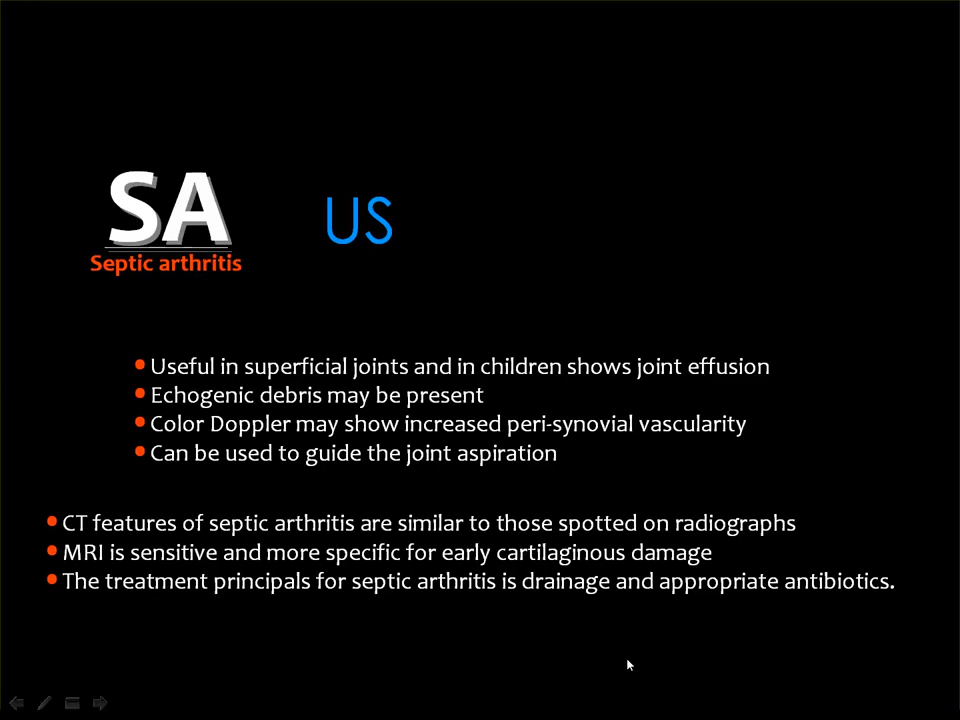 SA
Septic arthritis
US
•Useful in superficial joints and in children shows joint effusion
•Echogenic debris may be present
•Color Doppler may show increased peri-synovial vascularity
•Can be used to guide the joint aspiration
•CT features of septic arthritis are similar to those spotted on radiographs
•MRI is sensitive and more specific for early cartilaginous damage
•The treatment principals for septic arthritis is drainage and appropriate antibiotics.